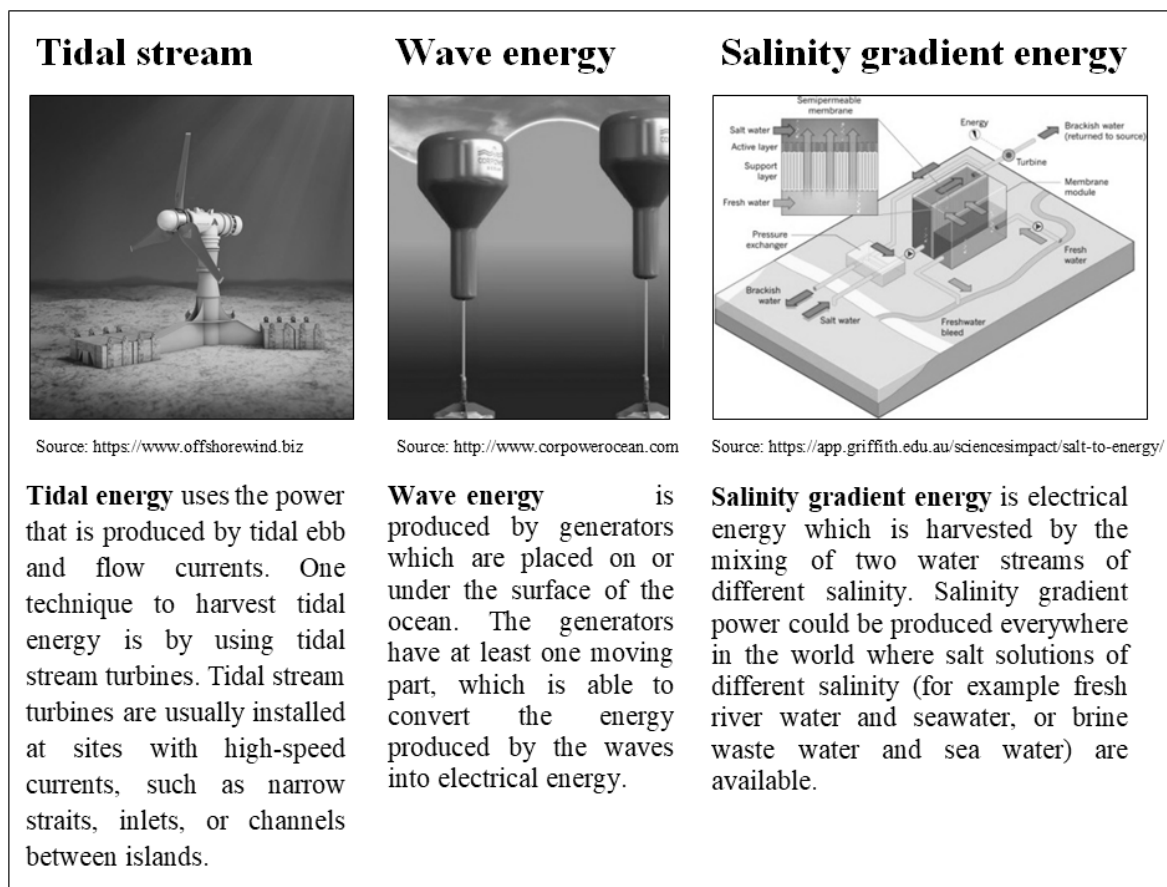 Tidal stream
Wave energy
Salinity gradient energy
Semipermeable
membrane
Salt water
Active layer
Support
layer
Fresh water
Pressure
exchanger
Brackish
water
Salt water
Freshwater
bleed
Fresh
water
Membrane
module
Turbine
Energy
Brackish water
(returned to source)
Source: https://www.offshorewind.biz
Source: http://www.corpowerocean.com
Source: https://app.griffith.edu.au/sciencesimpact/salt-to-energy/
Tidal energy uses the power
that is produced by tidal ebb
and flow currents. One
technique to harvest tidal
energy is by using tidal
stream turbines. Tidal stream
turbines are usually installed
at sites with high-speed
currents, such as narrow
straits, inlets, or channels
between islands.
Wave energy is
produced by generators
which are placed on or
under the surface of the
ocean. The generators
have at least one moving
part, which is able to
convert the energy
produced by the waves
into electrical energy.
Salinity gradient energy is electrical
energy which is harvested by the
mixing of two water streams of
different salinity. Salinity gradient
power could be produced everywhere
in the world where salt solutions of
different salinity (for example fresh
river water and seawater, or brine
waste water and sea water) are
available.